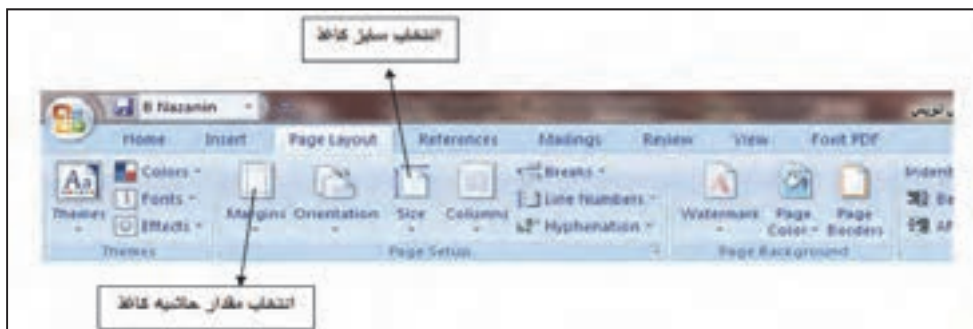 انتخاب سایز کاغذ
B Nazanin
Home Insert Page Layout References Mailings Review View Foxit PDF
Themes Colors Fonts Effects Margins Orientation Size Columns Breaks Line Numbers Hyphenation Watermark Page Color Page Borders
Themes Page Setup Page Background
انتخاب مقدار حاشیه کاغذ